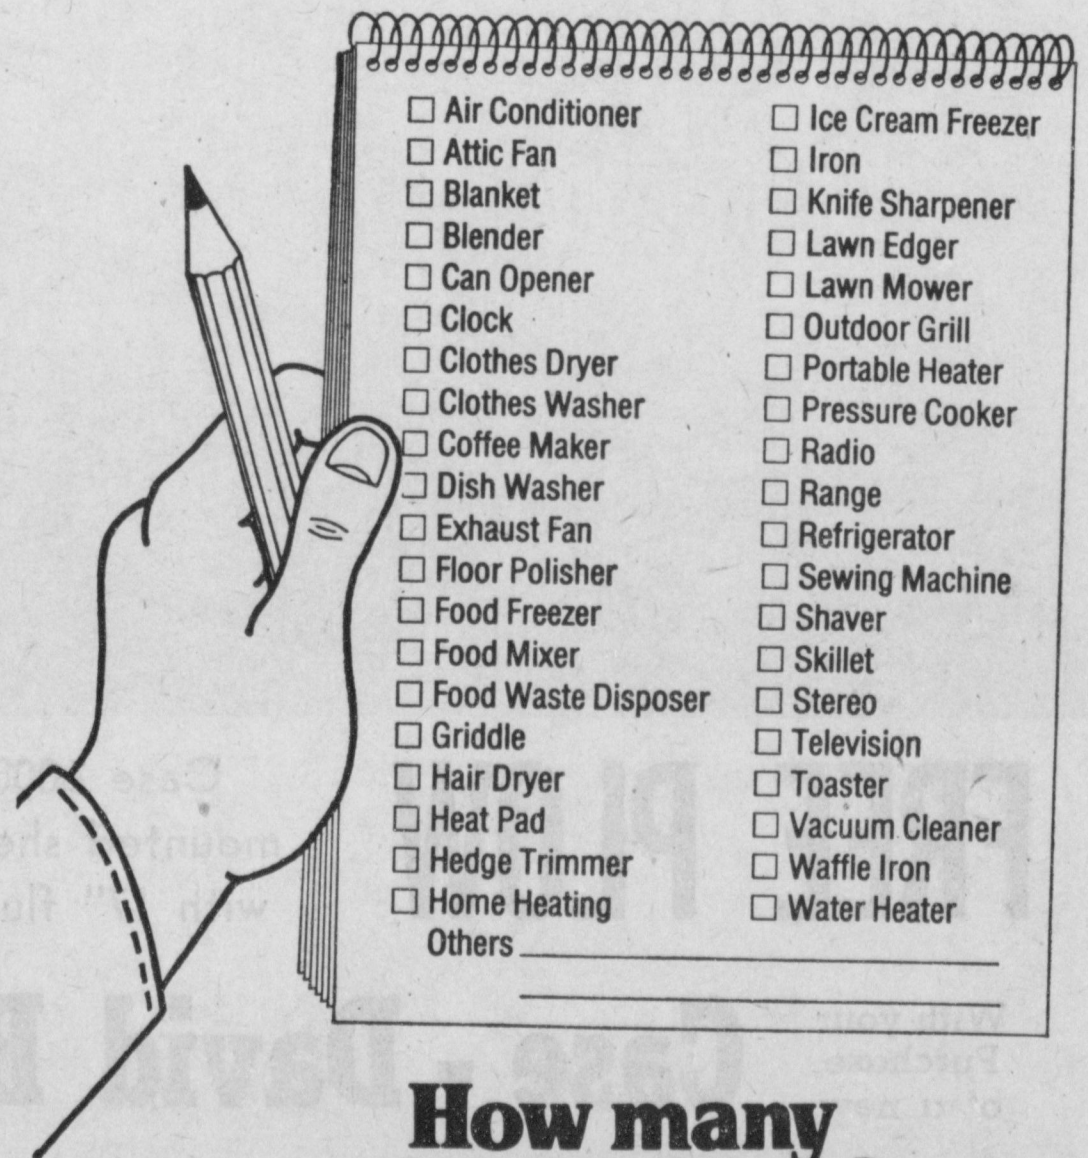 ☐ Air Conditioner
☐ Attic Fan
☐ Blanket
☐ Blender
☐ Can Opener
☐ Clock
☐ Clothes Dryer
☐ Clothes Washer
☐ Coffee Maker
☐ Dish Washer
☐ Exhaust Fan
☐ Floor Polisher
☐ Food Freezer
☐ Food Mixer
☐ Food Waste Disposer
☐ Griddle
☐ Hair Dryer
☐ Heat Pad
☐ Hedge Trimmer
☐ Home Heating
Others
☐ Ice Cream Freezer
☐ Iron
☐ Knife Sharpener
☐ Lawn Edger
☐ Lawn Mower
☐ Outdoor Grill
☐ Portable Heater
☐ Pressure Cooker
☐ Radio
☐ Range
☐ Refrigerator
☐ Sewing Machine
☐ Shaver
☐ Skillet
☐ Stereo
☐ Television
☐ Toaster
☐ Vacuum Cleaner
☐ Waffle Iron
☐ Water Heater
How many